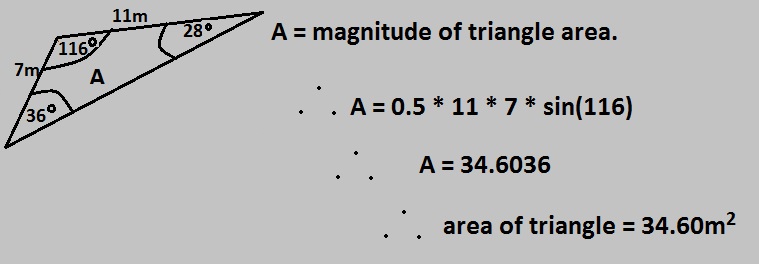 11m
116° 28° A = magnitude of triangle area.
7m A
36° ∴ A = 0.5 * 11 * 7 * sin(116)
∴ A = 34.6036
∴ area of triangle = 34.60m²